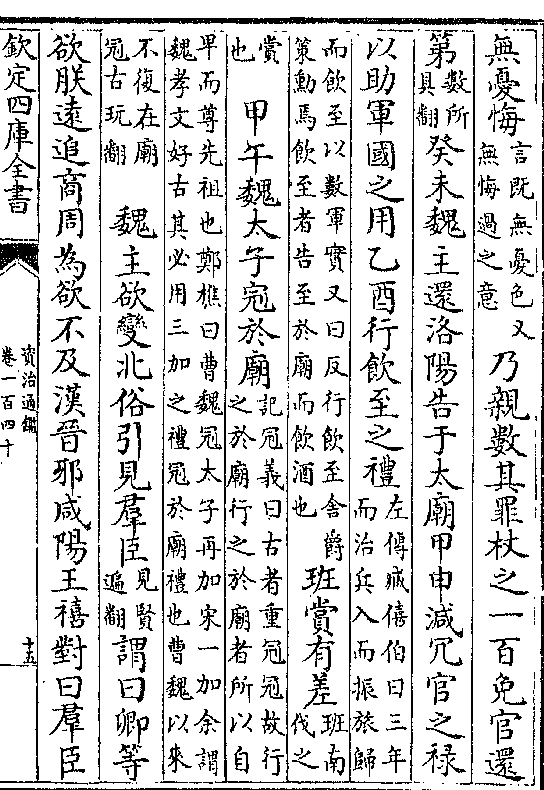 無憂悔言既無憂色又無悔過之意乃親數其罪杖之一百免官還
第數所具翻癸未魏主還洛陽告于太廟甲申減冗官之祿
以助軍國之用乙酉行飲至之禮左傳臧僖伯曰三年而治兵入而振旅歸
而飲至以數軍實又曰反行飲至舍爵策勲焉飲至者告至於廟而飲酒也班賞有差班南伐之
賞也甲午魏太子冠於廟記冠義曰古者重冠冠故行之於廟行之於廟者所以自
卑而尊先祖也鄭樵曰曹魏冠太子再加宋一加余謂魏孝文好古其必用三加之禮冠於廟禮也曹魏以來
不復在廟冠古玩翻魏主欲變北俗引見羣臣見賢遍翻謂曰卿等
欲朕遠追商周為欲不及漢晉邪咸陽王禧對曰羣臣
欽定四庫全書
資治通鑑
卷一百四十
十五